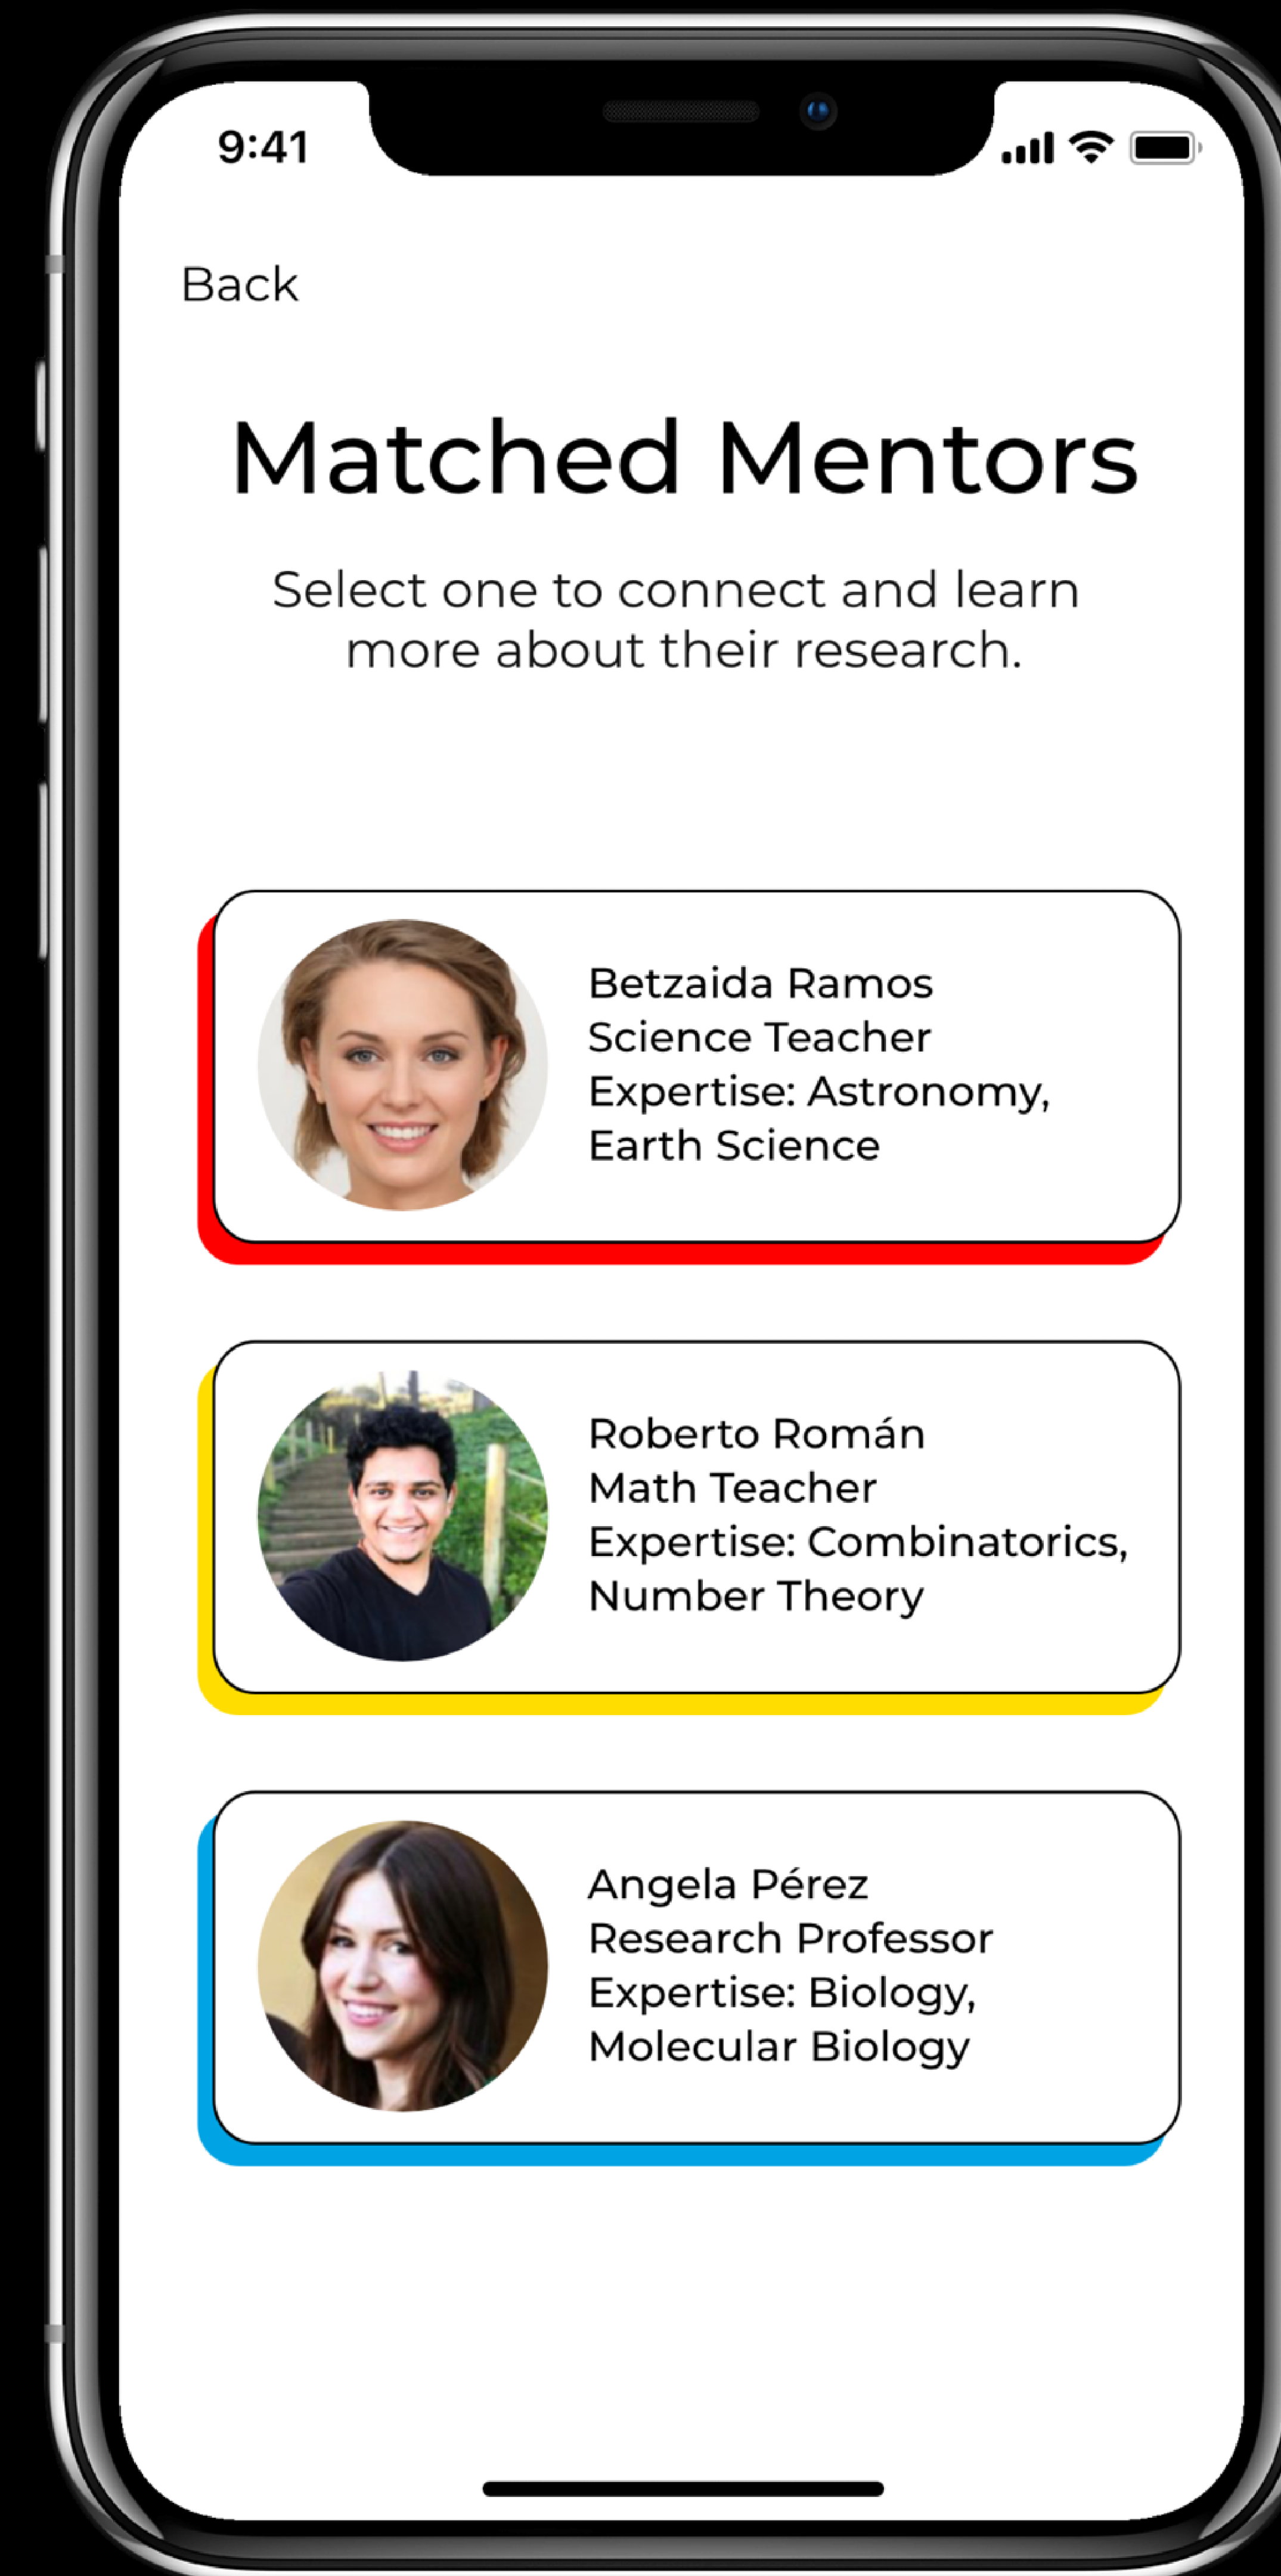 9:41
Back
Matched Mentors
Select one to connect and learn
more about their research.
Betzaida Ramos
Science Teacher
Expertise: Astronomy,
Earth Science
Roberto Román
Math Teacher
Expertise: Combinatorics,
Number Theory
Angela Pérez
Research Professor
Expertise: Biology,
Molecular Biology